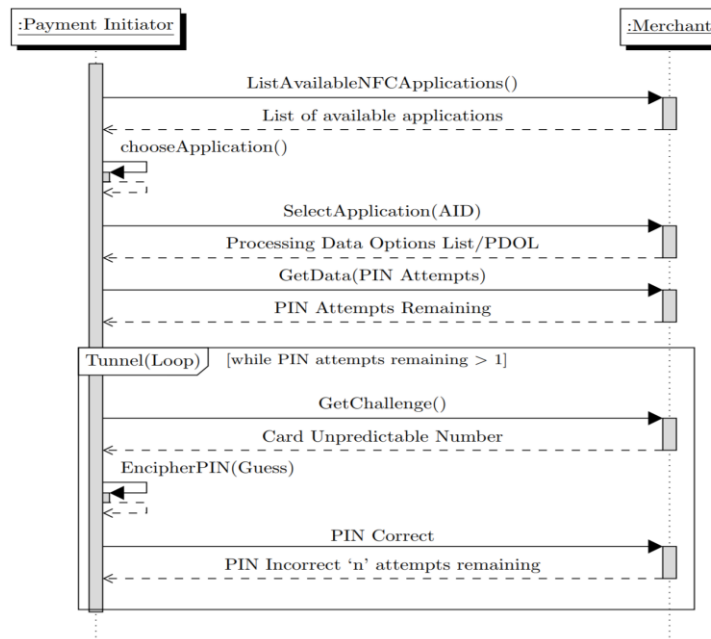 :Payment Initiator
:Merchant
ListAvailableNFCApplications()
List of available applications
chooseApplication()
SelectApplication(AID)
Processing Data Options List/PDOL
GetData(PIN Attempts)
PIN Attempts Remaining
Tunnel(Loop) [while PIN attempts remaining > 1]
GetChallenge()
Card Unpredictable Number
EncipherPIN(Guess)
PIN Correct
PIN Incorrect ‘n’ attempts remaining